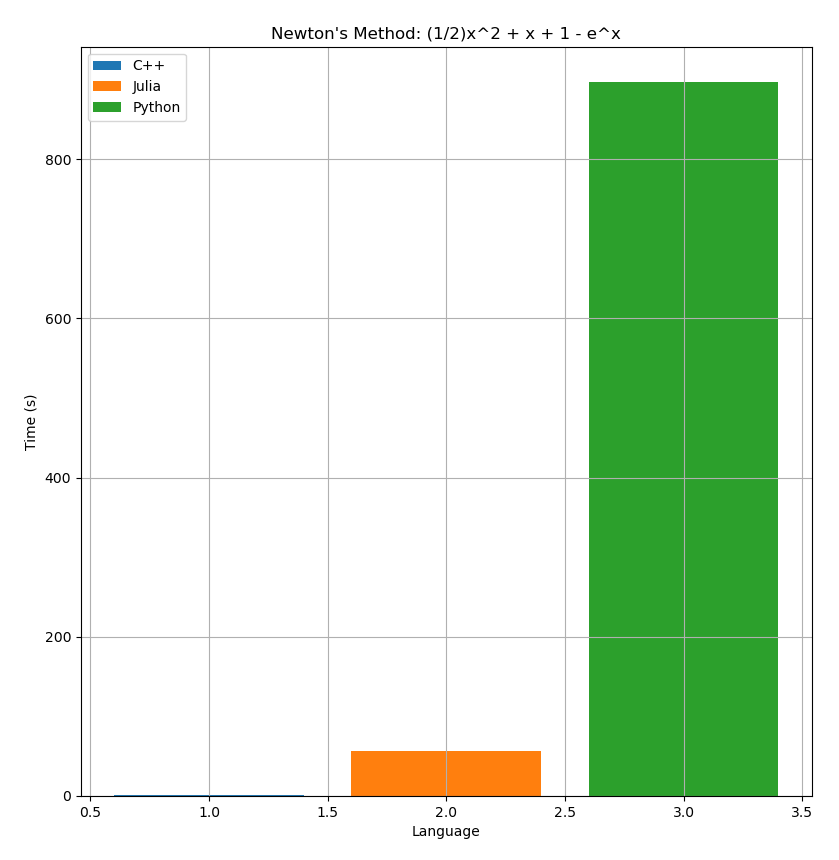 Newton's Method: (1/2)x^2 + x + 1 - e^x
C++
Julia
Python
Time (s)
800
600
400
200
0
0.5 1.0 1.5 2.0 2.5 3.0 3.5
Language